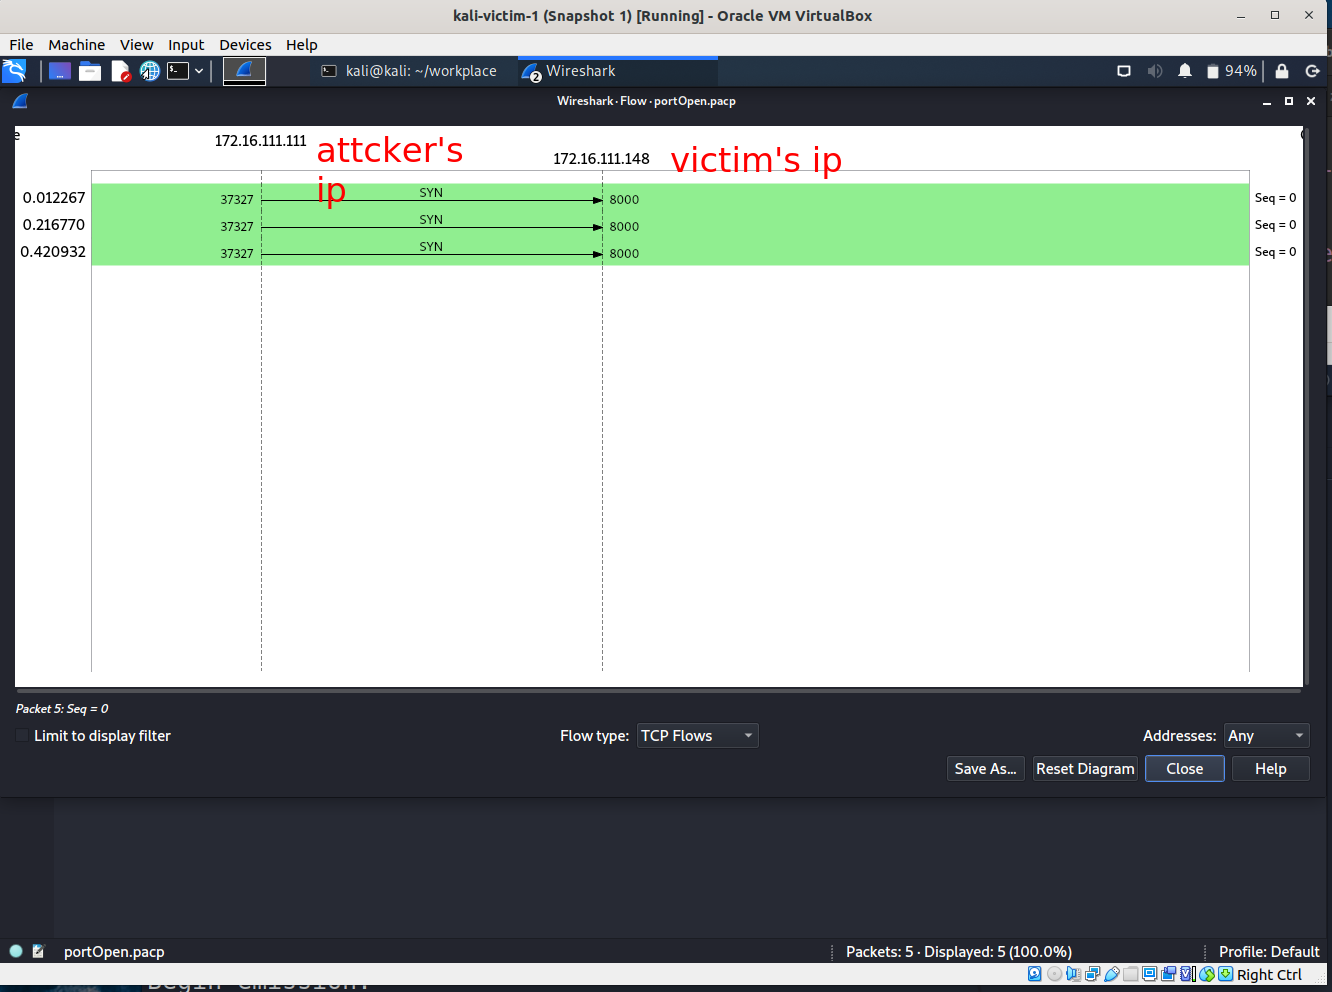 kali-victim-1 (Snapshot 1) [Running] - Oracle VM VirtualBox
File Machine View Input Devices Help
kali@kali: ~/workplace
2 Wireshark
94%
Wireshark · Flow · portOpen.pacp
e
172.16.111.111
attcker's
172.16.111.148
victim's ip
ip
0.012267 37327 SYN 8000 Seq = 0
0.216770 37327 SYN 8000 Seq = 0
0.420932 37327 SYN 8000 Seq = 0
Packet 5: Seq = 0
Limit to display filter Flow type: TCP Flows Addresses: Any
Save As... Reset Diagram Close Help
portOpen.pacp Packets: 5 · Displayed: 5 (100.0%) Profile: Default
Right Ctrl
Begin emission: